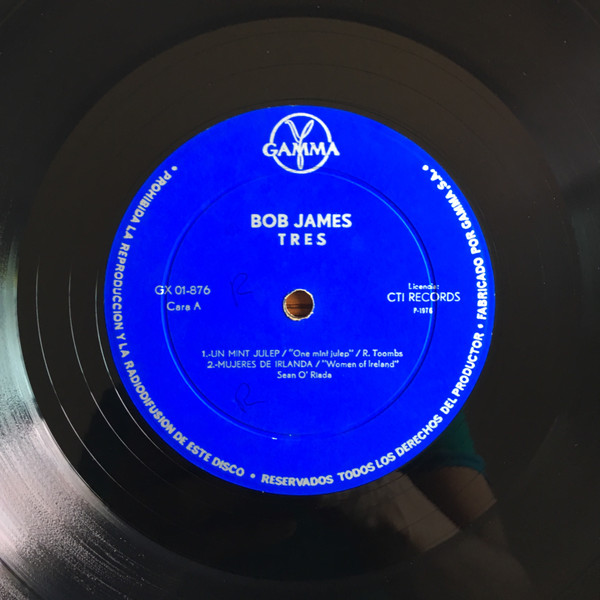 GAMMA
BOB JAMES
TRES
GX 01-876
Cara A
Licencia:
CTI RECORDS
P-1976
1.-UN MINT JULEP / "One mint julep" / R. Toombs
2.-MUJERES DE IRLANDA / "Women of Ireland"
Sean O' Riada
• PROHIBIDA LA REPRODUCCION Y LA RADIODIFUSION DE ESTE DISCO • RESERVADOS TODOS LOS DERECHOS DEL PRODUCTOR • FABRICADO POR GAMMA, S.A. •